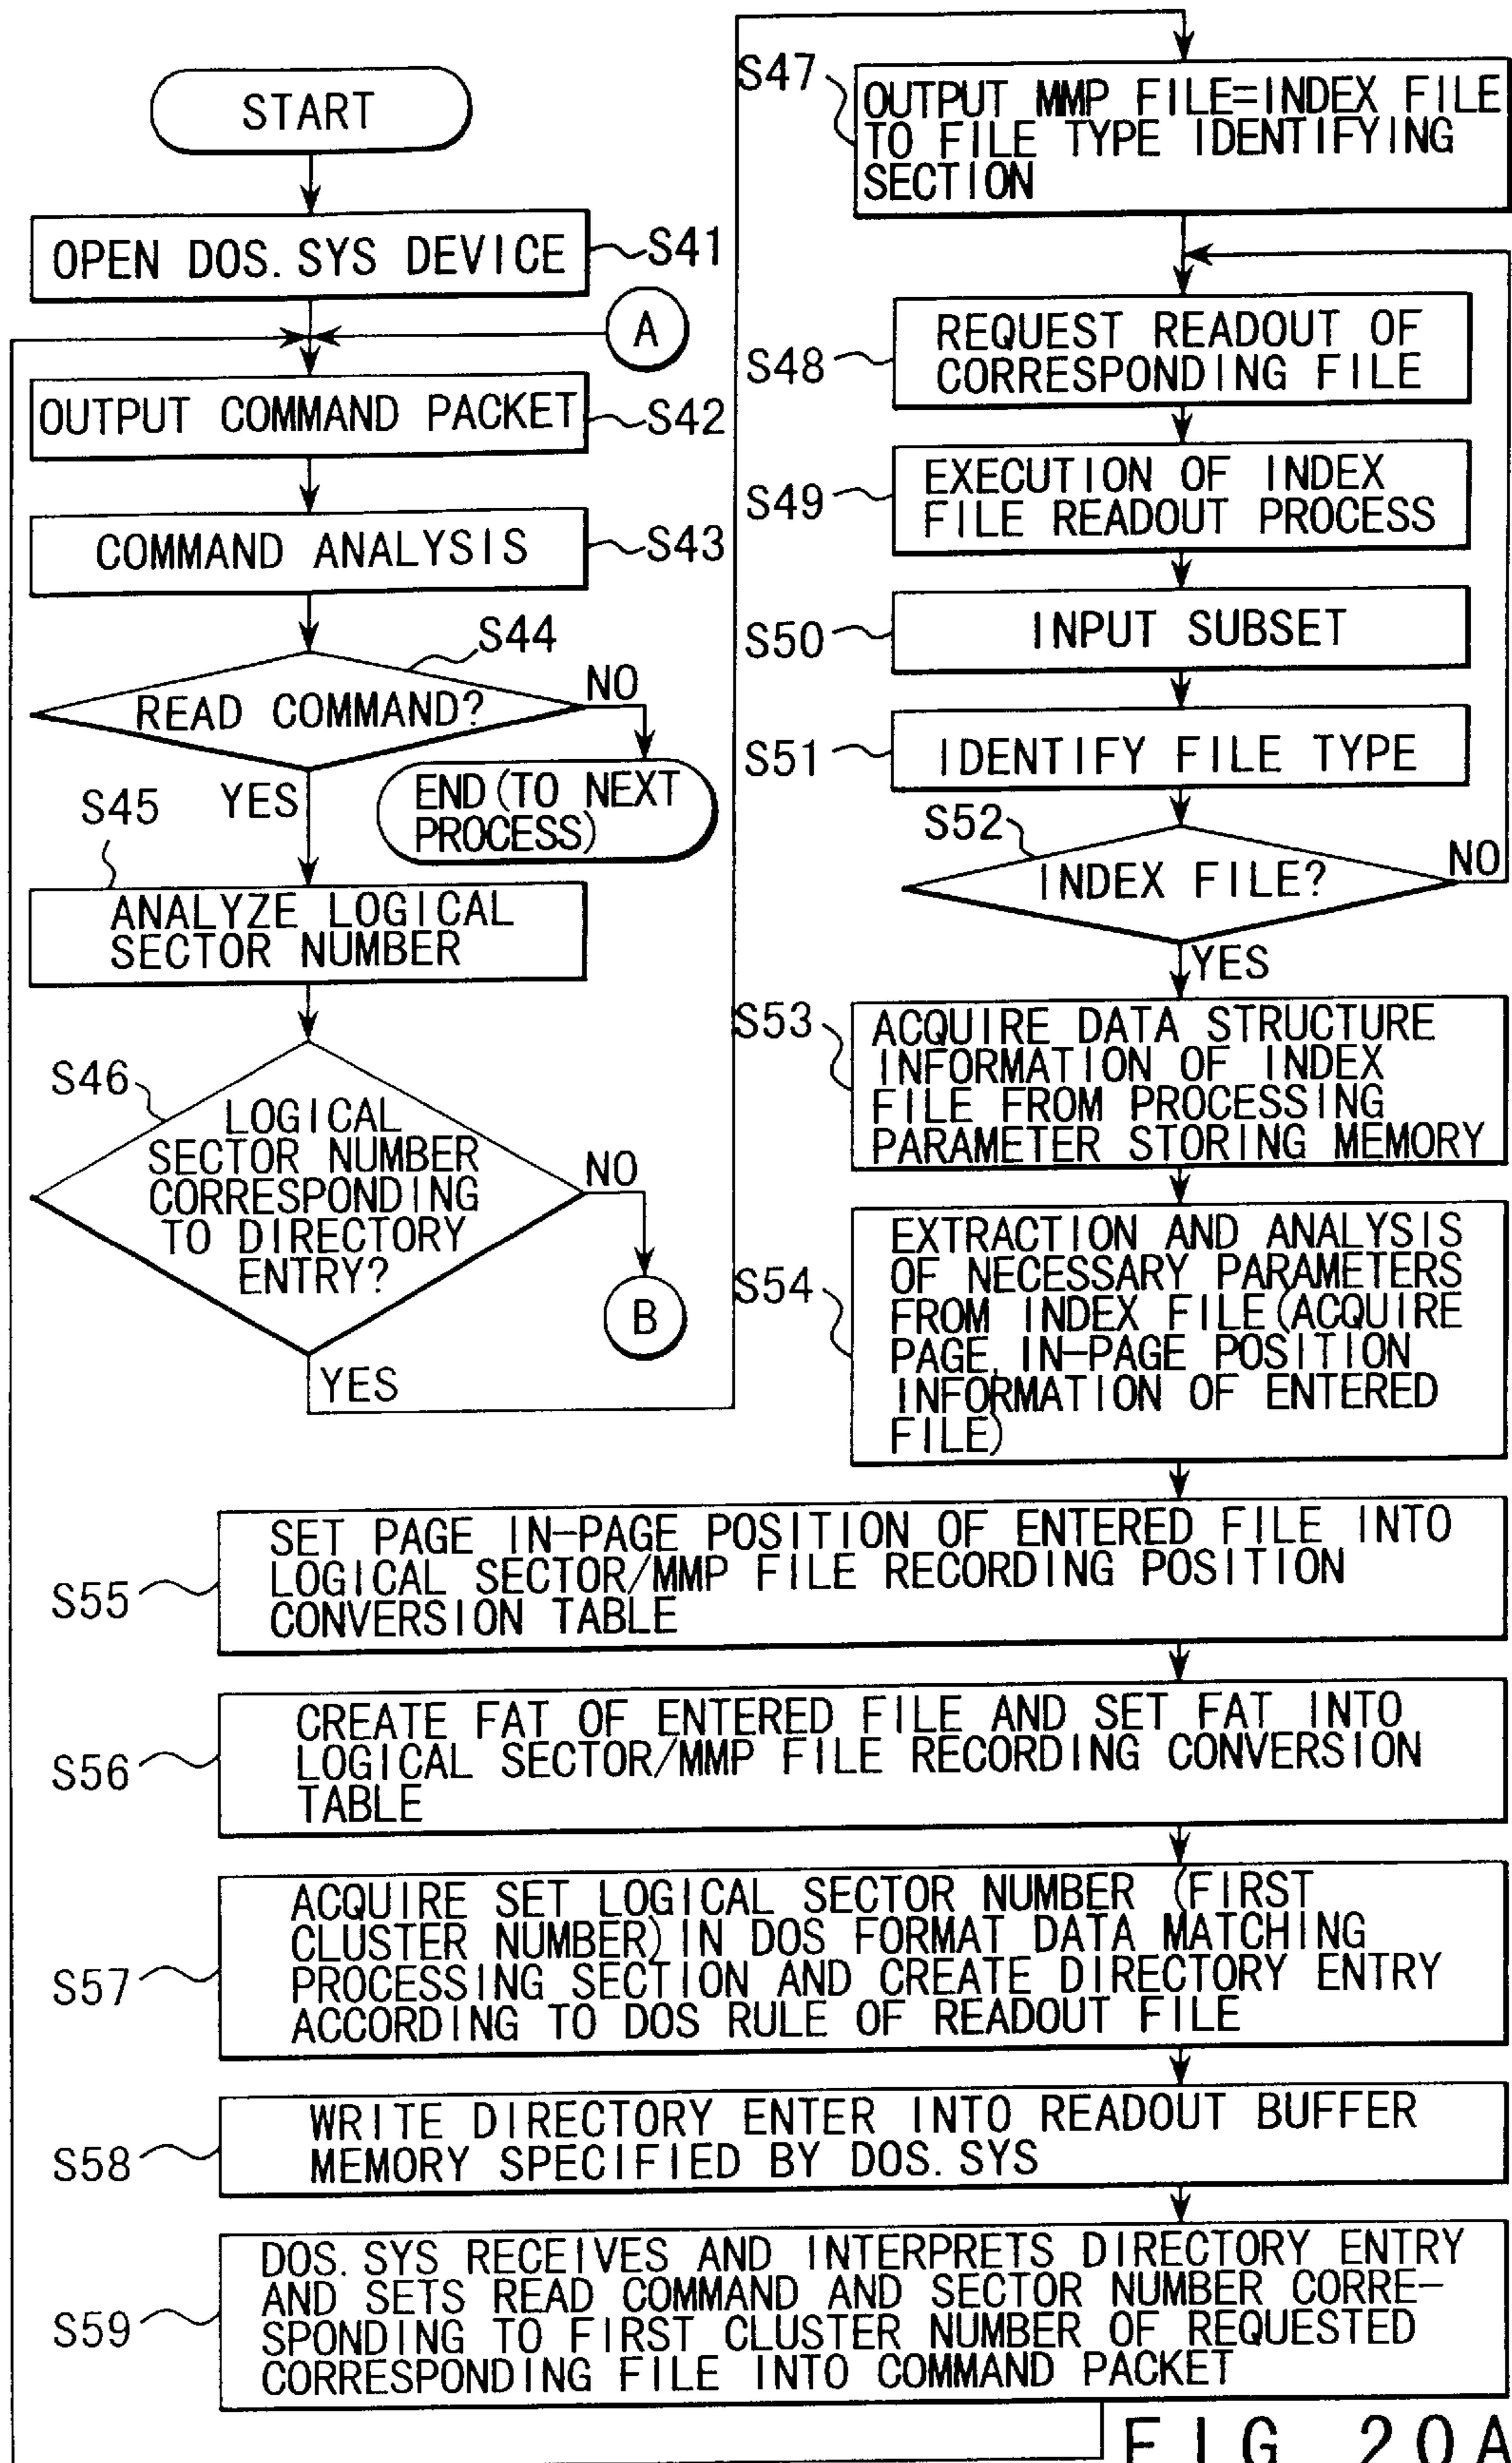 START
OPEN DOS.SYS DEVICE
S41
A
OUTPUT COMMAND PACKET
S42
COMMAND ANALYSIS
S43
S44
READ COMMAND?
NO
END (TO NEXT
PROCESS)
YES
S45
ANALYZE LOGICAL
SECTOR NUMBER
S46
LOGICAL
SECTOR NUMBER
CORRESPONDING
TO DIRECTORY
ENTRY?
NO
B
YES
S47
OUTPUT MMP FILE=INDEX FILE
TO FILE TYPE IDENTIFYING
SECTION
S48
REQUEST READOUT OF
CORRESPONDING FILE
S49
EXECUTION OF INDEX
FILE READOUT PROCESS
S50
INPUT SUBSET
S51
IDENTIFY FILE TYPE
S52
INDEX FILE?
NO
YES
S53
ACQUIRE DATA STRUCTURE
INFORMATION OF INDEX
FILE FROM PROCESSING
PARAMETER STORING MEMORY
S54
EXTRACTION AND ANALYSIS
OF NECESSARY PARAMETERS
FROM INDEX FILE (ACQUIRE
PAGE, IN-PAGE POSITION
INFORMATION OF ENTERED
FILE)
S55
SET PAGE IN-PAGE POSITION OF ENTERED FILE INTO
LOGICAL SECTOR/MMP FILE RECORDING POSITION
CONVERSION TABLE
S56
CREATE FAT OF ENTERED FILE AND SET FAT INTO
LOGICAL SECTOR/MMP FILE RECORDING CONVERSION
TABLE
S57
ACQUIRE SET LOGICAL SECTOR NUMBER (FIRST
CLUSTER NUMBER) IN DOS FORMAT DATA MATCHING
PROCESSING SECTION AND CREATE DIRECTORY ENTRY
ACCORDING TO DOS RULE OF READOUT FILE
S58
WRITE DIRECTORY ENTER INTO READOUT BUFFER
MEMORY SPECIFIED BY DOS.SYS
S59
DOS.SYS RECEIVES AND INTERPRETS DIRECTORY ENTRY
AND SETS READ COMMAND AND SECTOR NUMBER CORRE-
SPONDING TO FIRST CLUSTER NUMBER OF REQUESTED
CORRESPONDING FILE INTO COMMAND PACKET
FIG. 20A